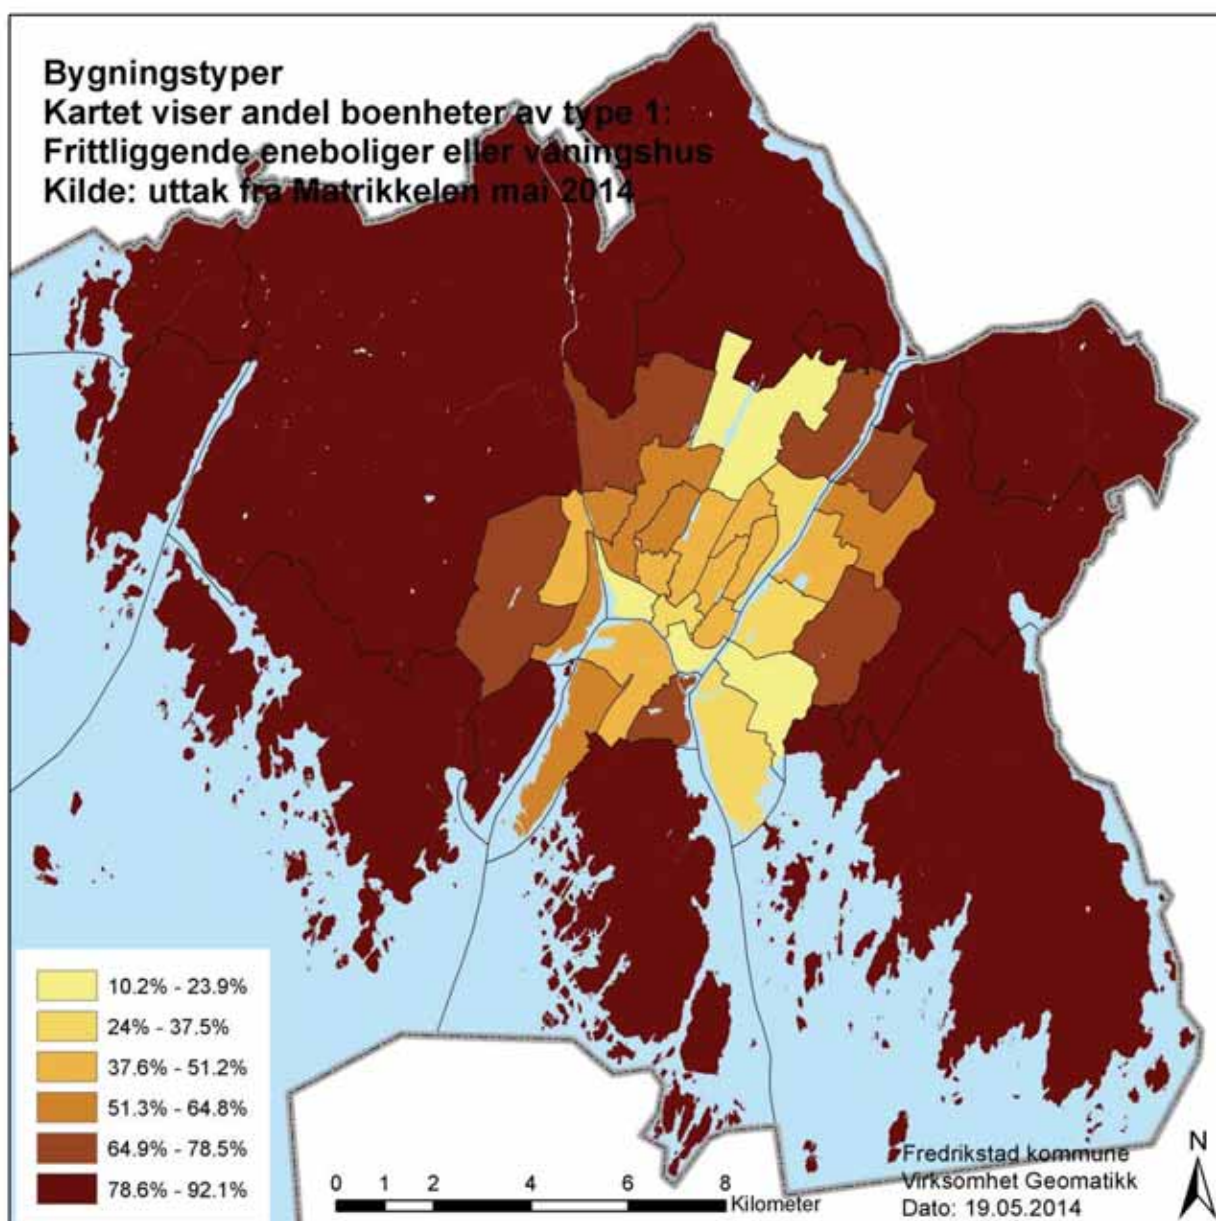 Bygningstyper
Kartet viser andel boenheter av type 1:
Frittliggende eneboliger eller våningshus
Kilde: uttak fra Matrikkelen mai 2014
10.2% - 23.9%
24% - 37.5%
37.6% - 51.2%
51.3% - 64.8%
64.9% - 78.5%
78.6% - 92.1%
0 1 2 4 6 8
Kilometer
Fredrikstad kommune
Virksomhet Geomatikk
Dato: 19.05.2014
N